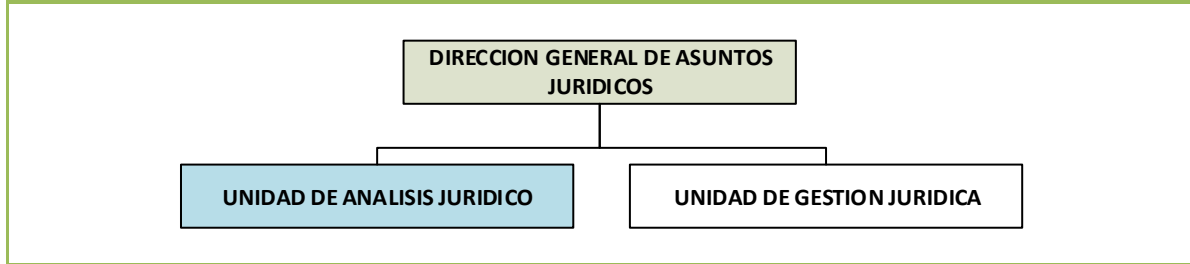 DIRECCION GENERAL DE ASUNTOS
JURIDICOS
UNIDAD DE ANALISIS JURIDICO
UNIDAD DE GESTION JURIDICA